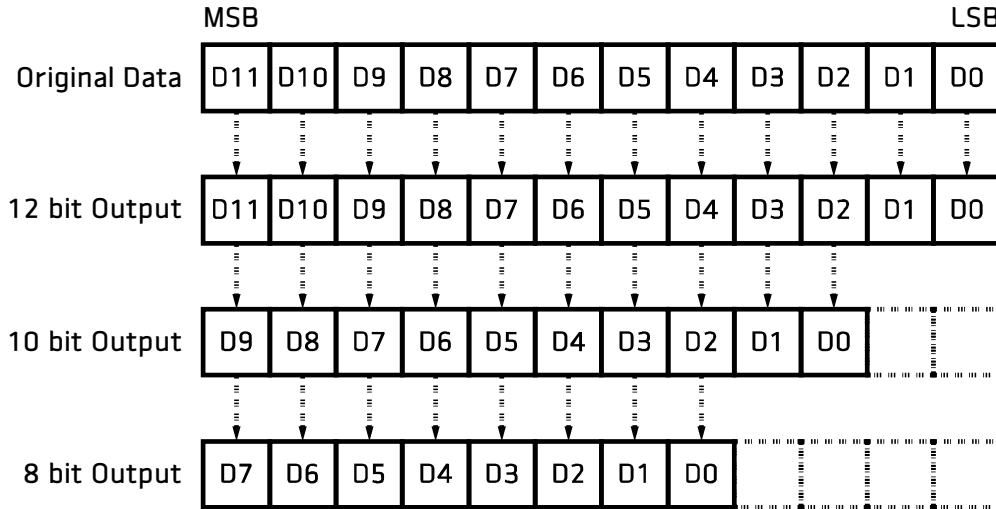 MSB LSB
Original Data D11 D10 D9 D8 D7 D6 D5 D4 D3 D2 D1 D0
12 bit Output D11 D10 D9 D8 D7 D6 D5 D4 D3 D2 D1 D0
10 bit Output D9 D8 D7 D6 D5 D4 D3 D2 D1 D0
8 bit Output D7 D6 D5 D4 D3 D2 D1 D0